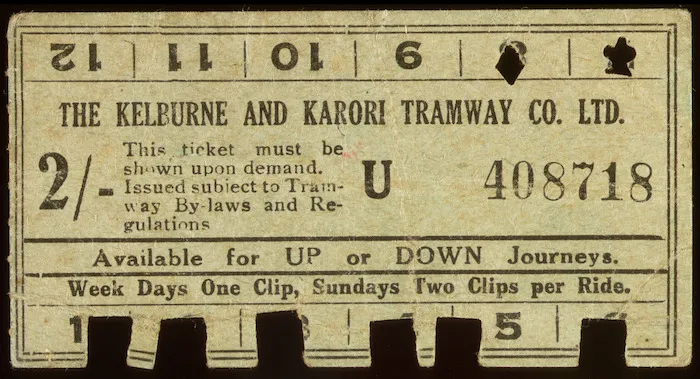 12 11 10 9
THE KELBURNE AND KARORI TRAMWAY CO. LTD.
2/-
This ticket must be
shown upon demand.
Issued subject to Tram-
way By-laws and Re-
gulations
U 408718
Available for UP or DOWN Journeys.
Week Days One Clip, Sundays Two Clips per Ride.
1 3 5